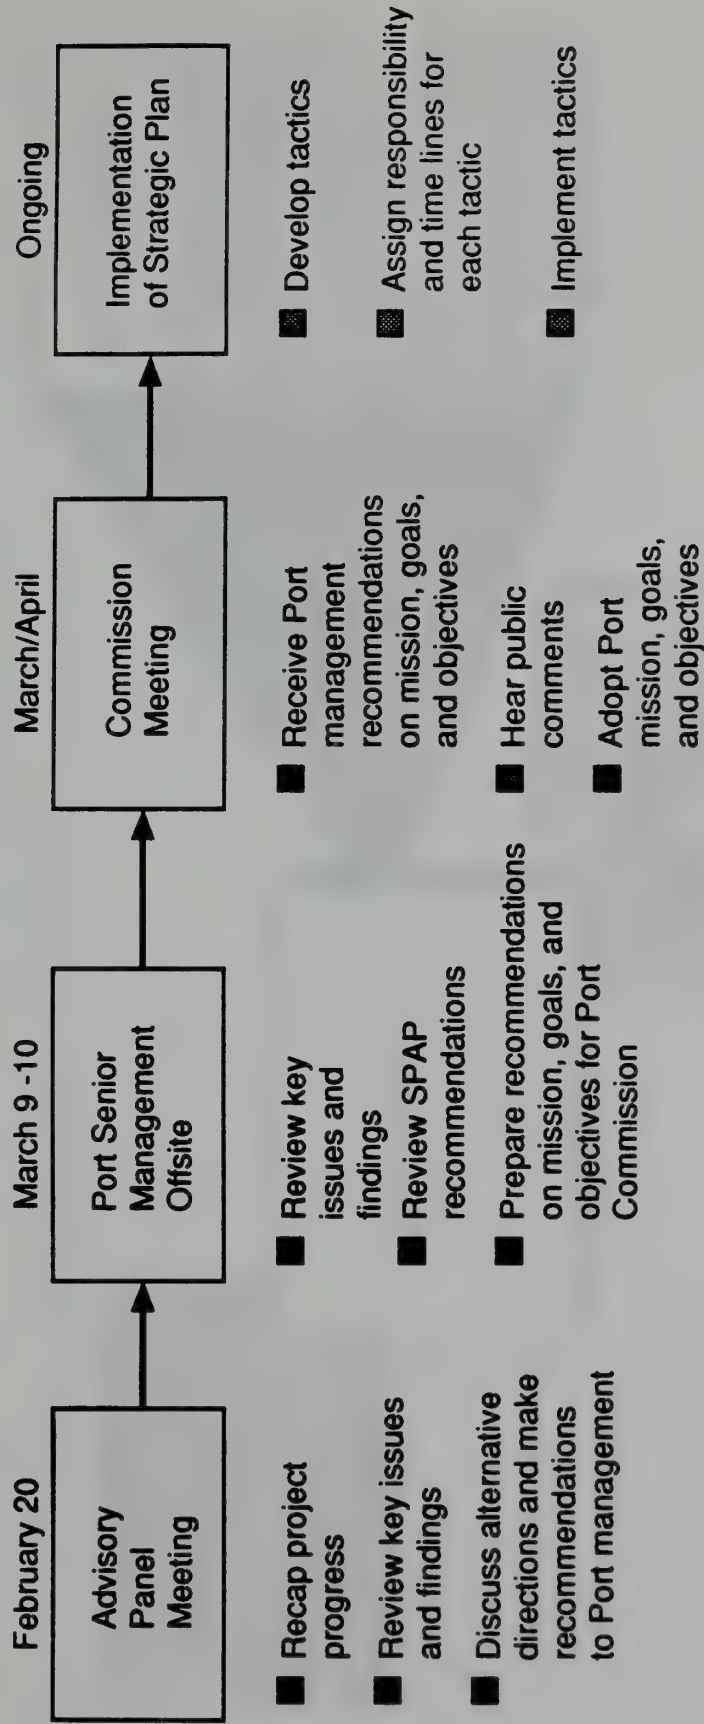 February 20
Advisory
Panel
Meeting
■ Recap project
progress
■ Review key issues
and findings
■ Discuss alternative
directions and make
recommendations
to Port management
March 9 -10
Port Senior
Management
Offsite
■ Review key
issues and
findings
■ Review SPAP
recommendations
■ Prepare recommendations
on mission, goals, and
objectives for Port
Commission
March/April
Commission
Meeting
■ Receive Port
management
recommendations
on mission, goals,
and objectives
■ Hear public
comments
■ Adopt Port
mission, goals,
and objectives
Ongoing
Implementation
of Strategic Plan
■ Develop tactics
■ Assign responsibility
and time lines for
each tactic
■ Implement tactics